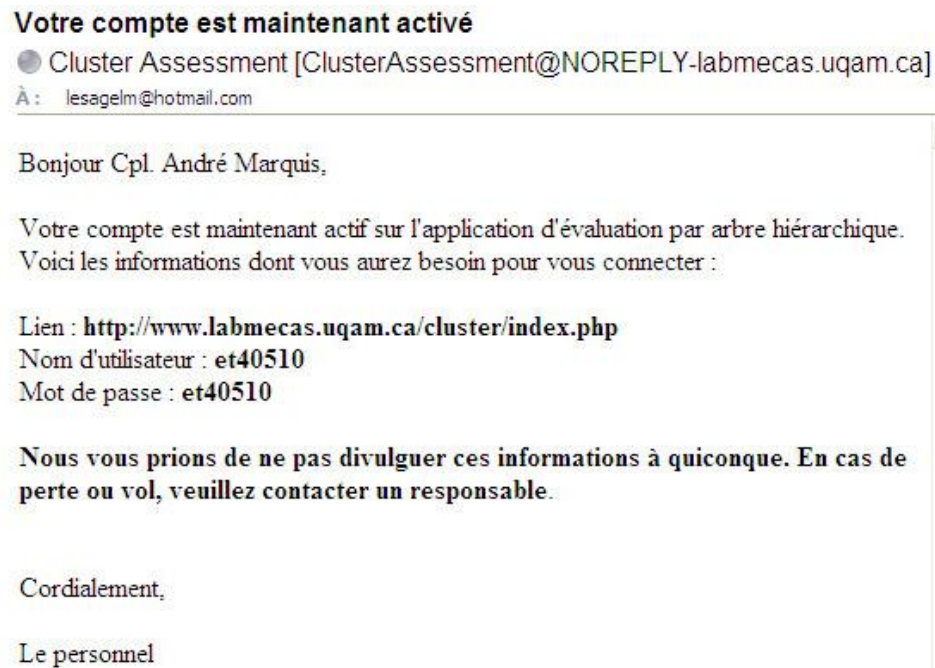 Votre compte est maintenant activé
Cluster Assessment [ClusterAssessment@NOREPLY-labmecas.uqam.ca]
À : lesagelm@hotmail.com
Bonjour Cpl. André Marquis,
Votre compte est maintenant actif sur l'application d'évaluation par arbre hiérarchique.
Voici les informations dont vous aurez besoin pour vous connecter :
Lien : http://www.labmecas.uqam.ca/cluster/index.php
Nom d'utilisateur : et40510
Mot de passe : et40510
Nous vous prions de ne pas divulguer ces informations à quiconque. En cas de
perte ou vol, veuillez contacter un responsable.
Cordialement,
Le personnel